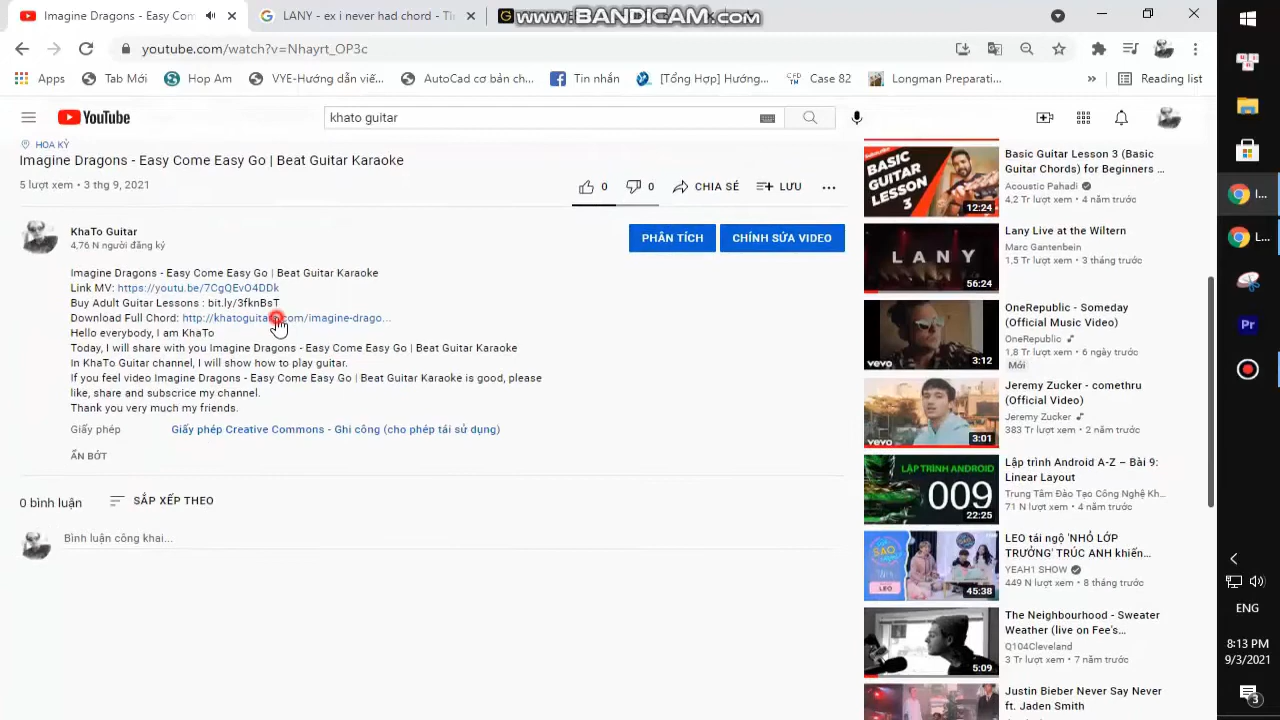 Imagine Dragons - Easy Com
LANY - ex i never had chord - Th
www.BANDICAM.com
youtube.com/watch?v=Nhayrt_OP3c
Apps
Tab Mới
Hop Am
VYE-Hướng dẫn viế...
AutoCad cơ bản ch...
Tin nhắn
[Tổng Hợp] Hướng...
Case 82
Longman Preparati...
»
Reading list
YouTube
khato guitar
HOA KỲ
Imagine Dragons - Easy Come Easy Go | Beat Guitar Karaoke
5 lượt xem • 3 thg 9, 2021
0
0
CHIA SẺ
LƯU
KhaTo Guitar
4,76 N người đăng ký
PHÂN TÍCH
CHỈNH SỬA VIDEO
Imagine Dragons - Easy Come Easy Go | Beat Guitar Karaoke
Link MV: https://youtu.be/7CgQEvO4DDk
Buy Adult Guitar Lessons : bit.ly/3fknBsT
Download Full Chord: http://khatoguitar.com/imagine-drago...
Hello everybody, I am KhaTo
Today, I will share with you Imagine Dragons - Easy Come Easy Go | Beat Guitar Karaoke
In KhaTo Guitar channel, I will show how to play guitar.
If you feel video Imagine Dragons - Easy Come Easy Go | Beat Guitar Karaoke is good, please
like, share and subscrice my channel.
Thank you very much my friends.
Giấy phép
Giấy phép Creative Commons - Ghi công (cho phép tái sử dụng)
ẨN BỚT
0 bình luận
SẮP XẾP THEO
Bình luận công khai...
BASIC
GUITAR
LESSON
3
12:24
Basic Guitar Lesson 3 (Basic
Guitar Chords) for Beginners ...
Acoustic Pahadi
4,2 Tr lượt xem • 4 năm trước
LANY
56:24
Lany Live at the Wiltern
Marc Gantenbein
1,5 Tr lượt xem • 3 tháng trước
vevo
3:12
OneRepublic - Someday
(Official Music Video)
OneRepublic
1,8 Tr lượt xem • 6 ngày trước
Mới
vevo
3:01
Jeremy Zucker - comethru
(Official Video)
Jeremy Zucker
383 Tr lượt xem • 2 năm trước
LẬP TRÌNH ANDROID
009
22:25
Lập trình Android A-Z – Bài 9:
Linear Layout
Trung Tâm Đào Tạo Công Nghệ Kh...
71 N lượt xem • 4 năm trước
SAO
LEO
45:38
LEO tái ngộ 'NHỎ LỚP
TRƯỞNG' TRÚC ANH khiến...
YEAH1 SHOW
449 N lượt xem • 8 tháng trước
5:09
The Neighbourhood - Sweater
Weather (live on Fee's...
Q104Cleveland
3 Tr lượt xem • 7 năm trước
Justin Bieber Never Say Never
ft. Jaden Smith
I...
L...
Pr
ENG
8:13 PM
9/3/2021
3